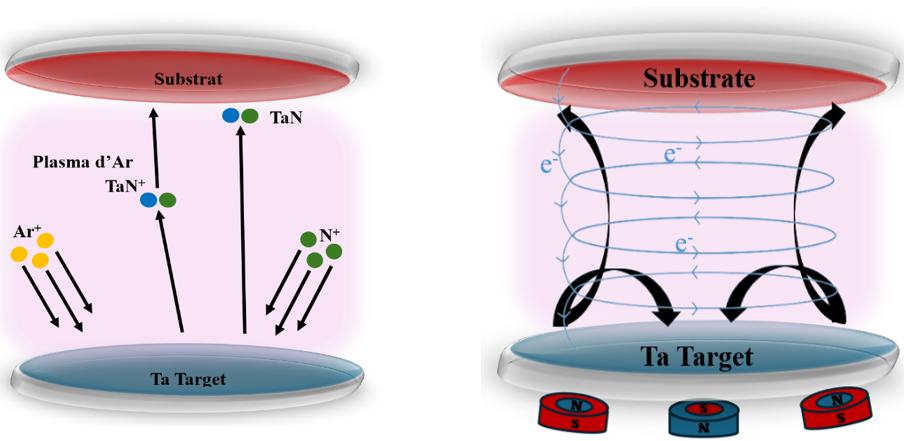 Substrat
TaN
Plasma d'Ar
TaN⁺
Ar⁺
N⁺
Ta Target
Substrate
e⁻
e⁻
e⁻
Ta Target
N
S
S
N
N
S